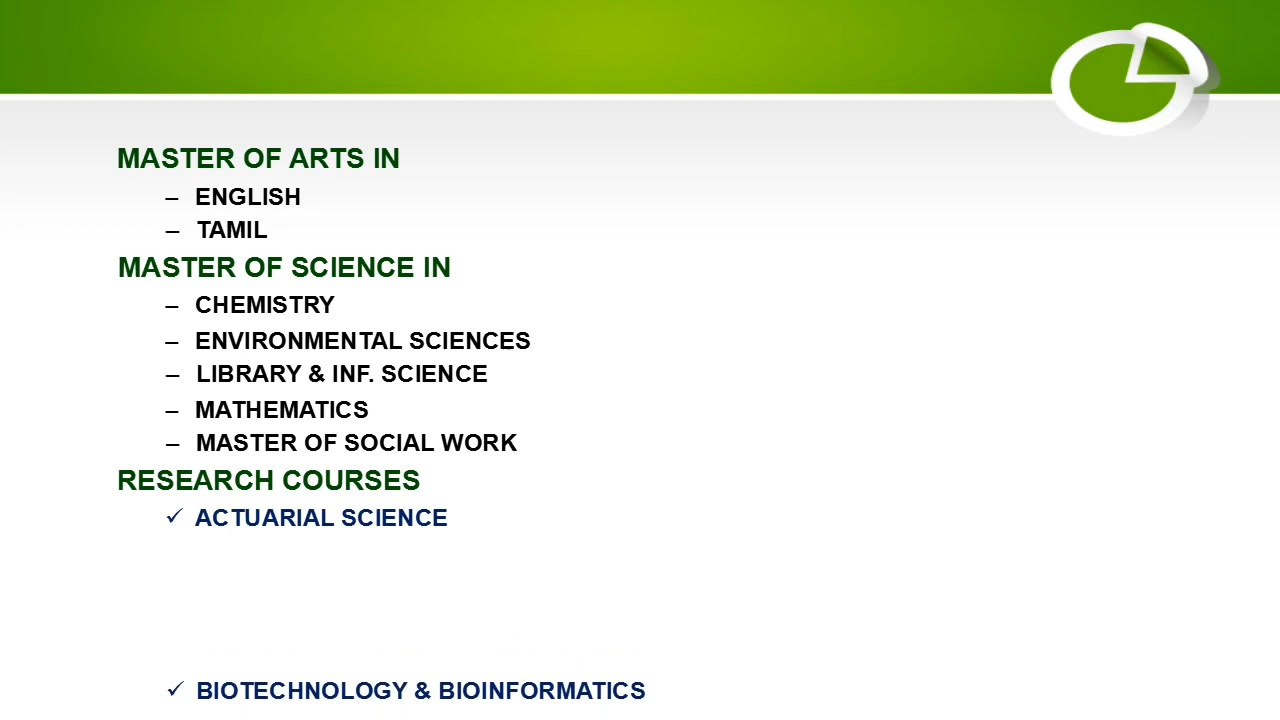 MASTER OF ARTS IN
– ENGLISH
– TAMIL
MASTER OF SCIENCE IN
– CHEMISTRY
– ENVIRONMENTAL SCIENCES
– LIBRARY & INF. SCIENCE
– MATHEMATICS
– MASTER OF SOCIAL WORK
RESEARCH COURSES
✓ ACTUARIAL SCIENCE
✓ BIOTECHNOLOGY & BIOINFORMATICS